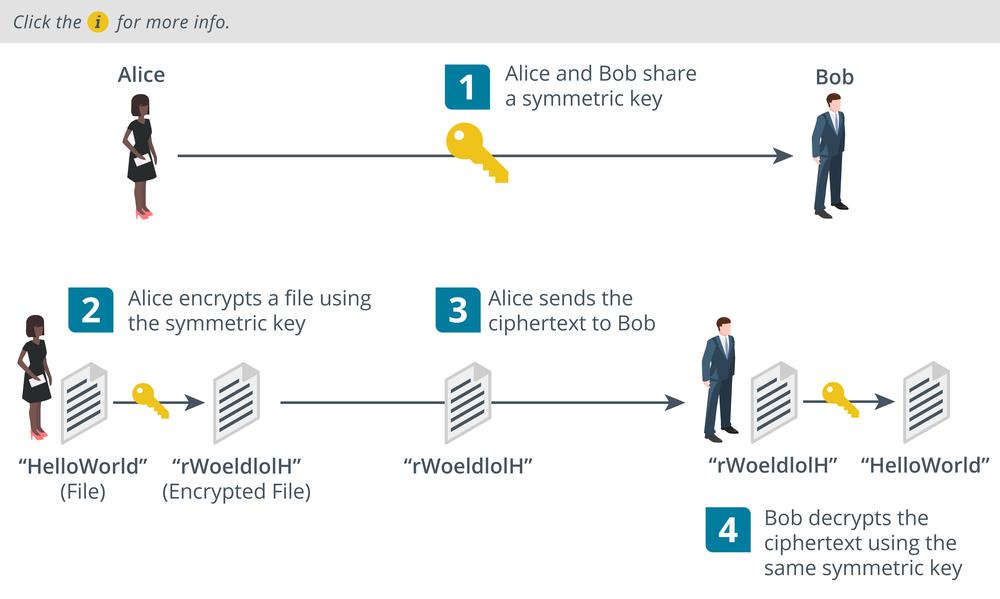 Click the i for more info.
Alice
1
Alice and Bob share
a symmetric key
Bob
2
Alice encrypts a file using
the symmetric key
3
Alice sends the
ciphertext to Bob
“HelloWorld”
(File)
“rWoeldlolH”
(Encrypted File)
“rWoeldlolH”
“rWoeldlolH”
“HelloWorld”
4
Bob decrypts the
ciphertext using the
same symmetric key